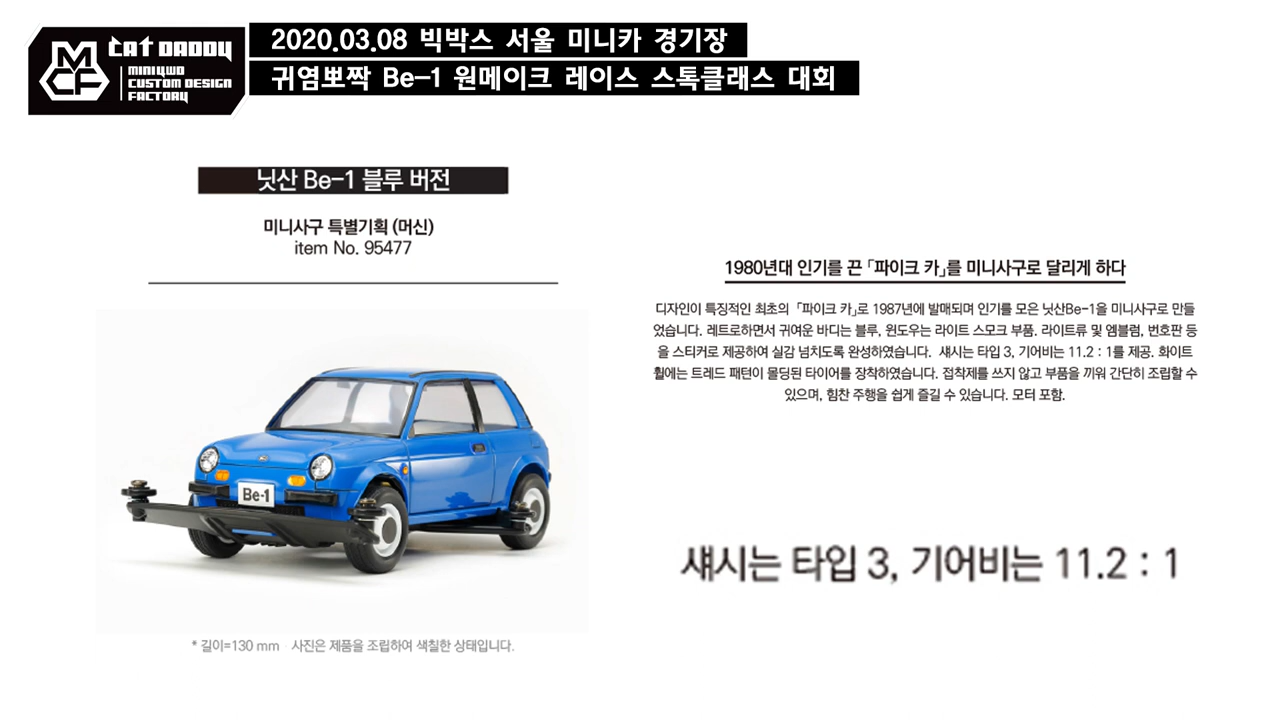 MCF
CAT DADDY
MINI4WD
CUSTOM DESIGN
FACTORY
2020.03.08 빅박스 서울 미니카 경기장
귀염뽀짝 Be-1 원메이크 레이스 스톡클래스 대회
닛산 Be-1 블루 버전
미니사구 특별기획 (머신)
item No. 95477
1980년대 인기를 끈 「파이크 카」를 미니사구로 달리게 하다
디자인이 특징적인 최초의 「파이크 카」로 1987년에 발매되며 인기를 모은 닛산Be-1을 미니사구로 만들
었습니다. 레트로하면서 귀여운 바디는 블루, 윈도우는 라이트 스모크 부품. 라이트류 및 엠블럼, 번호판 등
을 스티커로 제공하여 실감 넘치도록 완성하였습니다. 섀시는 타입 3, 기어비는 11.2 : 1를 제공. 화이트
휠에는 트레드 패턴이 몰딩된 타이어를 장착하였습니다. 접착제를 쓰지 않고 부품을 끼워 간단히 조립할 수
있으며, 힘찬 주행을 쉽게 즐길 수 있습니다. 모터 포함.
Be-1
섀시는 타입 3, 기어비는 11.2 : 1
* 길이=130 mm 사진은 제품을 조립하여 색칠한 상태입니다.